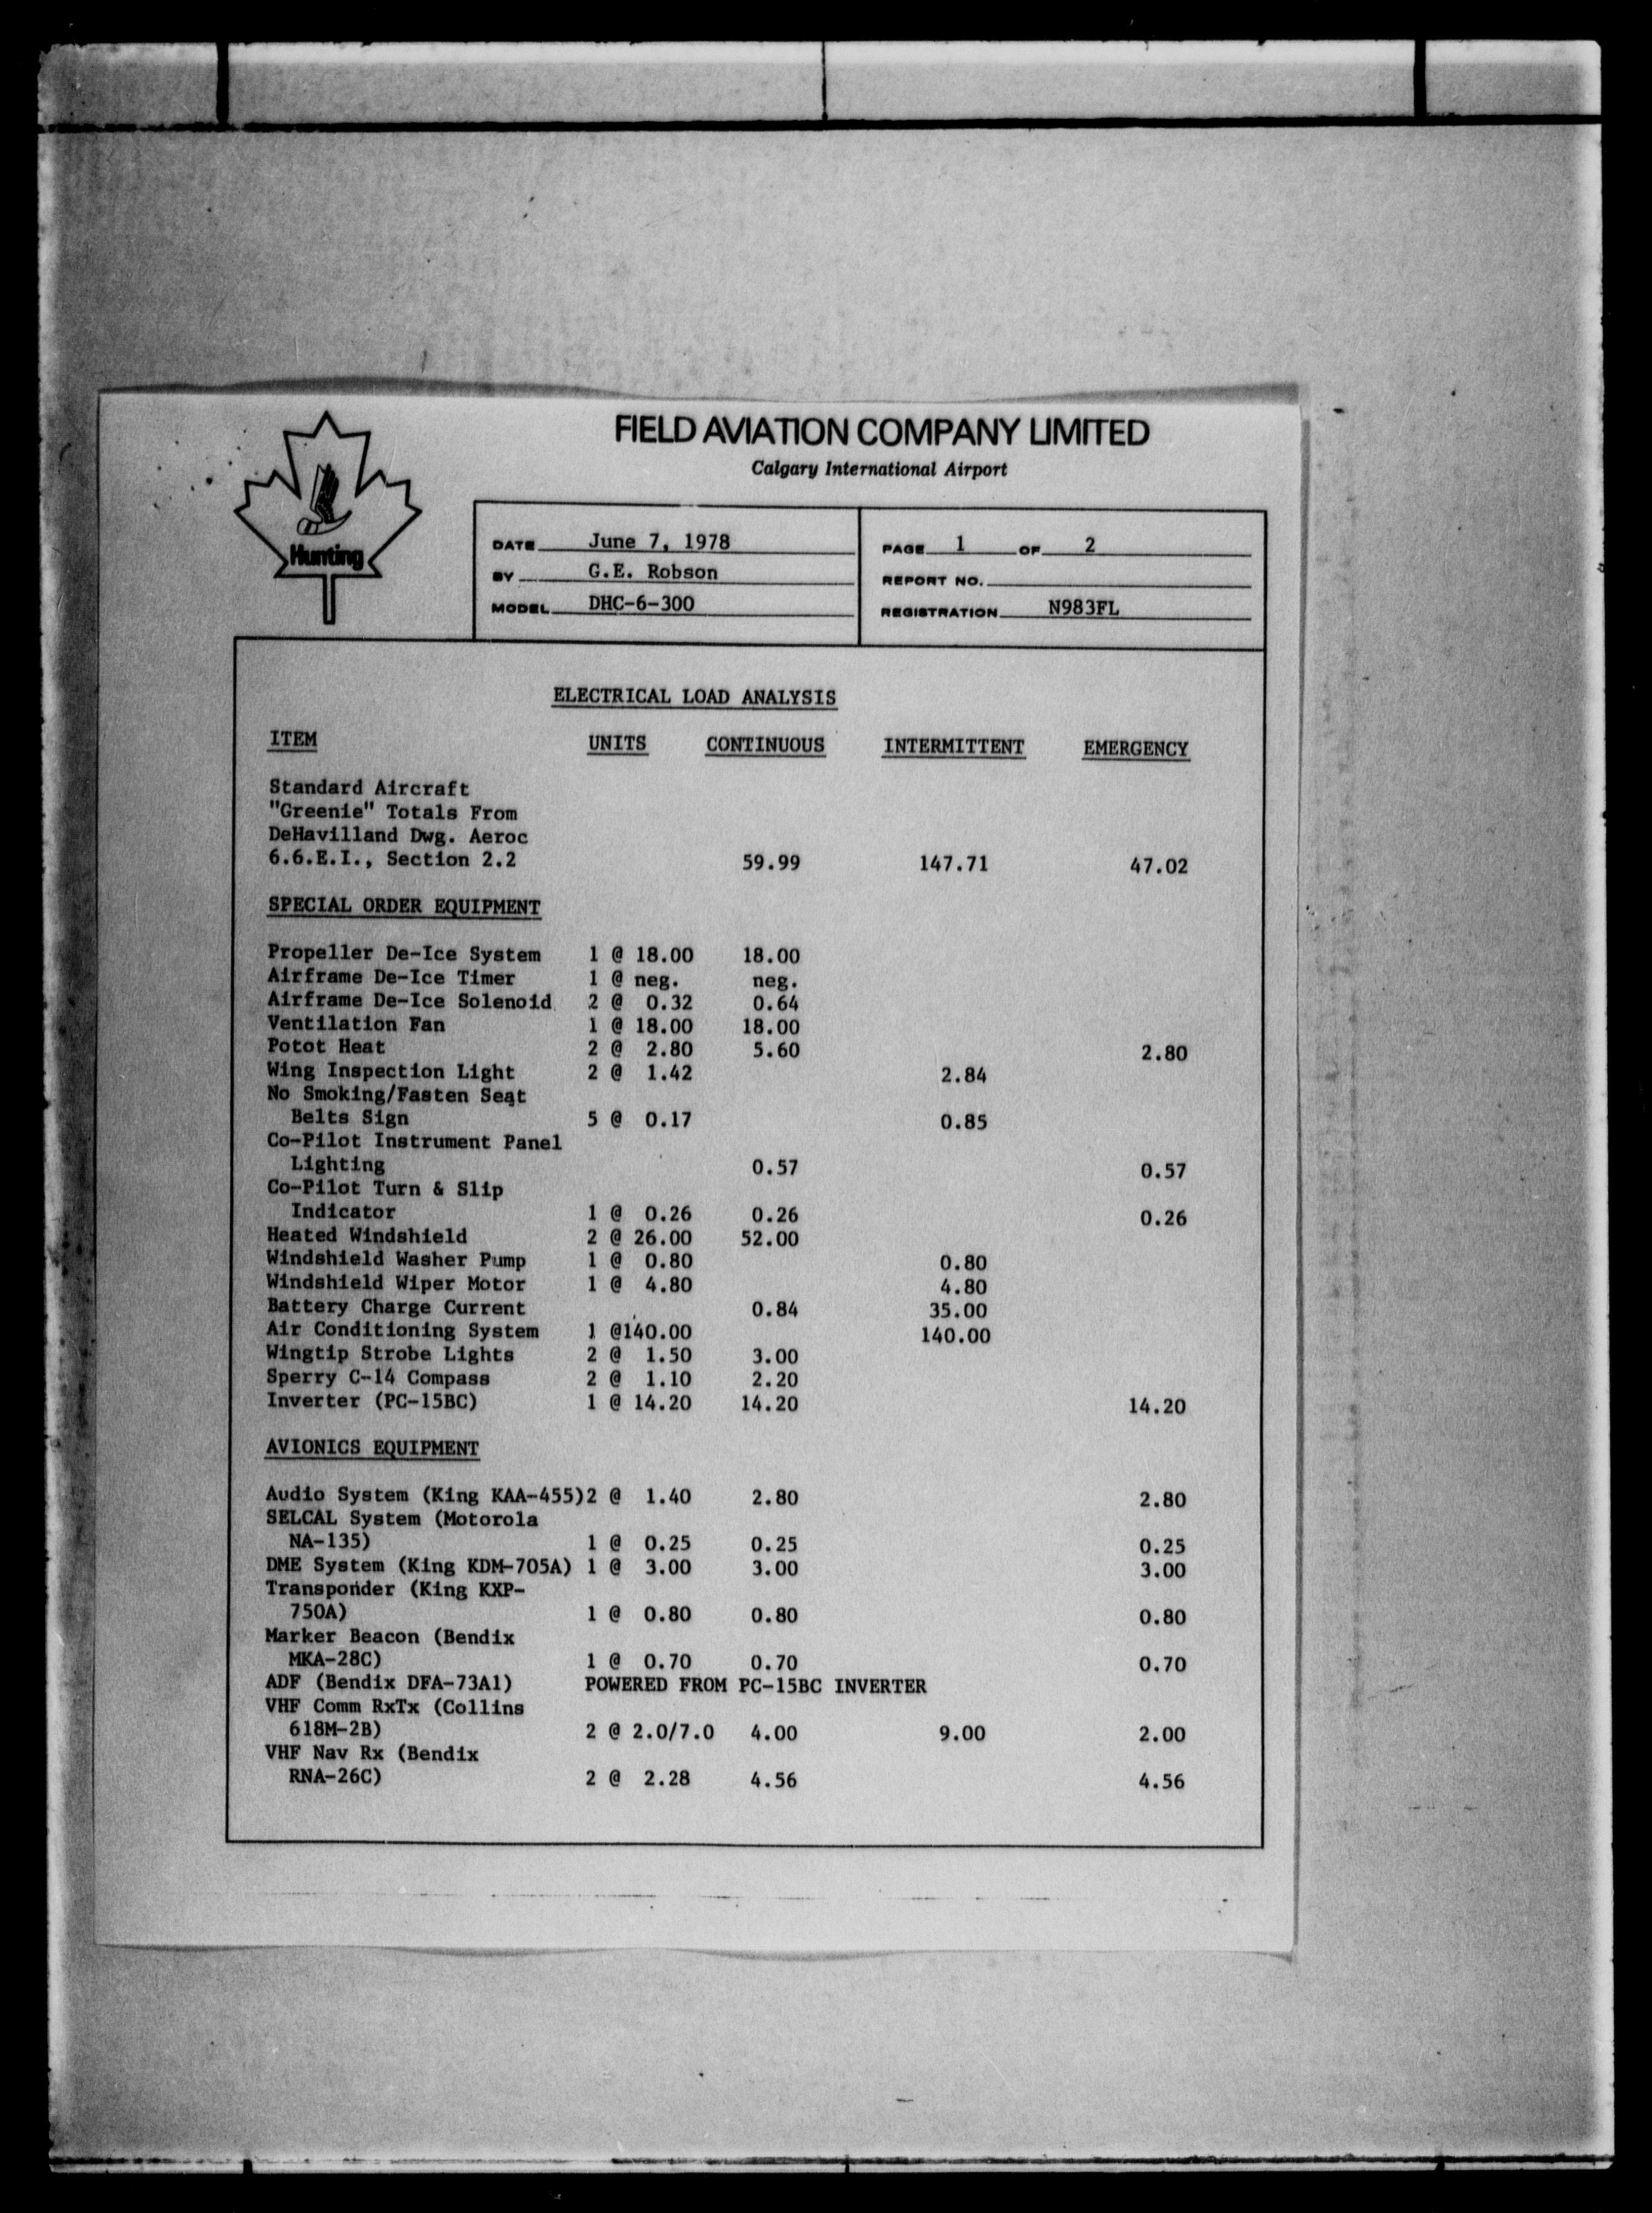 FIELD AVIATION COMPANY LIMITED
Calgary International Airport
Hunting
DATE June 7, 1978
BY G.E. Robson
MODEL DHC-6-300
PAGE 1 OF 2
REPORT NO.
REGISTRATION N983FL
ELECTRICAL LOAD ANALYSIS
ITEM UNITS CONTINUOUS INTERMITTENT EMERGENCY
Standard Aircraft
"Greenie" Totals From
DeHavilland Dwg. Aeroc
6.6.E.I., Section 2.2 59.99 147.71 47.02
SPECIAL ORDER EQUIPMENT
Propeller De-Ice System 1 @ 18.00 18.00
Airframe De-Ice Timer 1 @ neg. neg.
Airframe De-Ice Solenoid 2 @ 0.32 0.64
Ventilation Fan 1 @ 18.00 18.00
Potot Heat 2 @ 2.80 5.60 2.80
Wing Inspection Light 2 @ 1.42 2.84
No Smoking/Fasten Seat
Belts Sign 5 @ 0.17 0.85
Co-Pilot Instrument Panel
Lighting 0.57 0.57
Co-Pilot Turn & Slip
Indicator 1 @ 0.26 0.26 0.26
Heated Windshield 2 @ 26.00 52.00
Windshield Washer Pump 1 @ 0.80 0.80
Windshield Wiper Motor 1 @ 4.80 4.80
Battery Charge Current 0.84 35.00
Air Conditioning System 1 @140.00 140.00
Wingtip Strobe Lights 2 @ 1.50 3.00
Sperry C-14 Compass 2 @ 1.10 2.20
Inverter (PC-15BC) 1 @ 14.20 14.20 14.20
AVIONICS EQUIPMENT
Audio System (King KAA-455)2 @ 1.40 2.80 2.80
SELCAL System (Motorola
NA-135) 1 @ 0.25 0.25 0.25
DME System (King KDM-705A) 1 @ 3.00 3.00 3.00
Transponder (King KXP-
750A) 1 @ 0.80 0.80 0.80
Marker Beacon (Bendix
MKA-28C) 1 @ 0.70 0.70 0.70
ADF (Bendix DFA-73A1) POWERED FROM PC-15BC INVERTER
VHF Comm RxTx (Collins
618M-2B) 2 @ 2.0/7.0 4.00 9.00 2.00
VHF Nav Rx (Bendix
RNA-26C) 2 @ 2.28 4.56 4.56